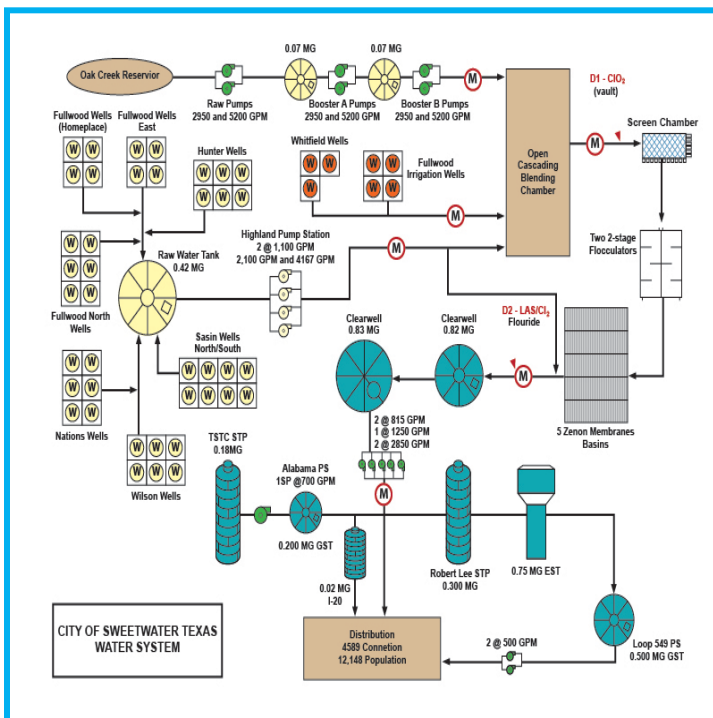 0.07 MG
0.07 MG
Oak Creek Reservior
M
D1 - ClO₂
(vault)
Raw Pumps
2950 and 5200 GPM
Booster A Pumps
2950 and 5200 GPM
Booster B Pumps
2950 and 5200 GPM
Fullwood Wells
(Homeplace)
Fullwood Wells
East
W W
W W
W W
W W
Hunter Wells
W W W
W W W
Whitfield Wells
W W
W
Fullwood
Irrigation Wells
W W
W W
M
Open
Cascading
Blending
Chamber
M
Screen Chamber
Two 2-stage
Flocculators
W W
W W
W W
Fullwood North
Wells
Raw Water Tank
0.42 MG
Highland Pump Station
2 @ 1,100 GPM
2,100 GPM and 4167 GPM
M
Sasin Wells
North/South
W W W W
W W W W
W W
W W
W W
Nations Wells
W W W
W W W
Wilson Wells
Clearwell
0.83 MG
Clearwell
0.82 MG
D2 - LAS/Cl₂
Flouride
M
5 Zenon Membranes
Basins
2 @ 815 GPM
1 @ 1250 GPM
2 @ 2850 GPM
M
TSTC STP
0.18MG
Alabama PS
1SP @700 GPM
0.200 MG GST
0.02 MG
I-20
Robert Lee STP
0.300 MG
0.75 MG EST
Loop 549 PS
0.500 MG GST
2 @ 500 GPM
Distribution
4589 Connetion
12,148 Population
CITY OF SWEETWATER TEXAS
WATER SYSTEM